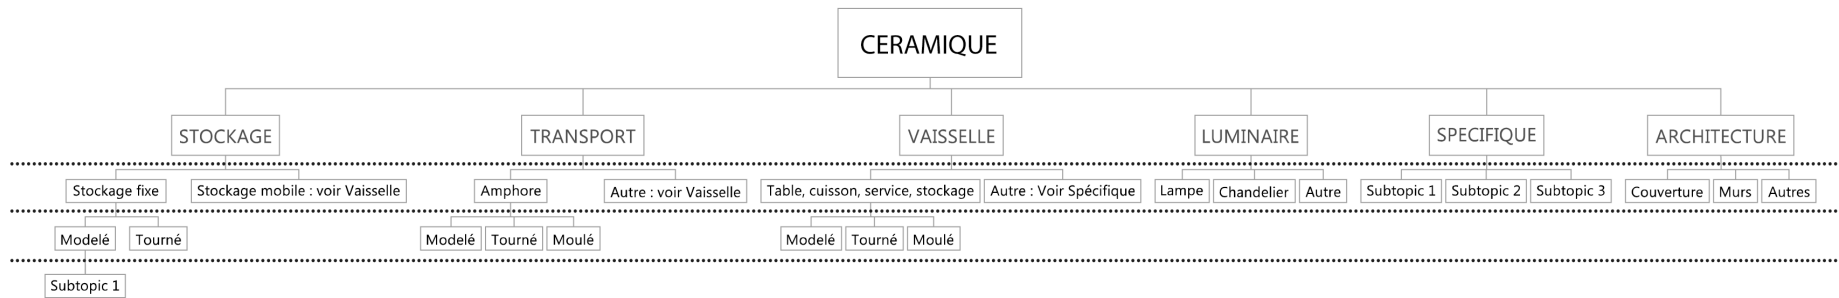 CERAMIQUE
STOCKAGE
TRANSPORT
VAISSELLE
LUMINAIRE
SPECIFIQUE
ARCHITECTURE
Stockage fixe
Stockage mobile : voir Vaisselle
Amphore
Autre : voir Vaisselle
Table, cuisson, service, stockage
Autre : Voir Spécifique
Lampe
Chandelier
Autre
Subtopic 1
Subtopic 2
Subtopic 3
Couverture
Murs
Autres
Modelé
Tourné
Modelé
Tourné
Moulé
Modelé
Tourné
Moulé
Subtopic 1